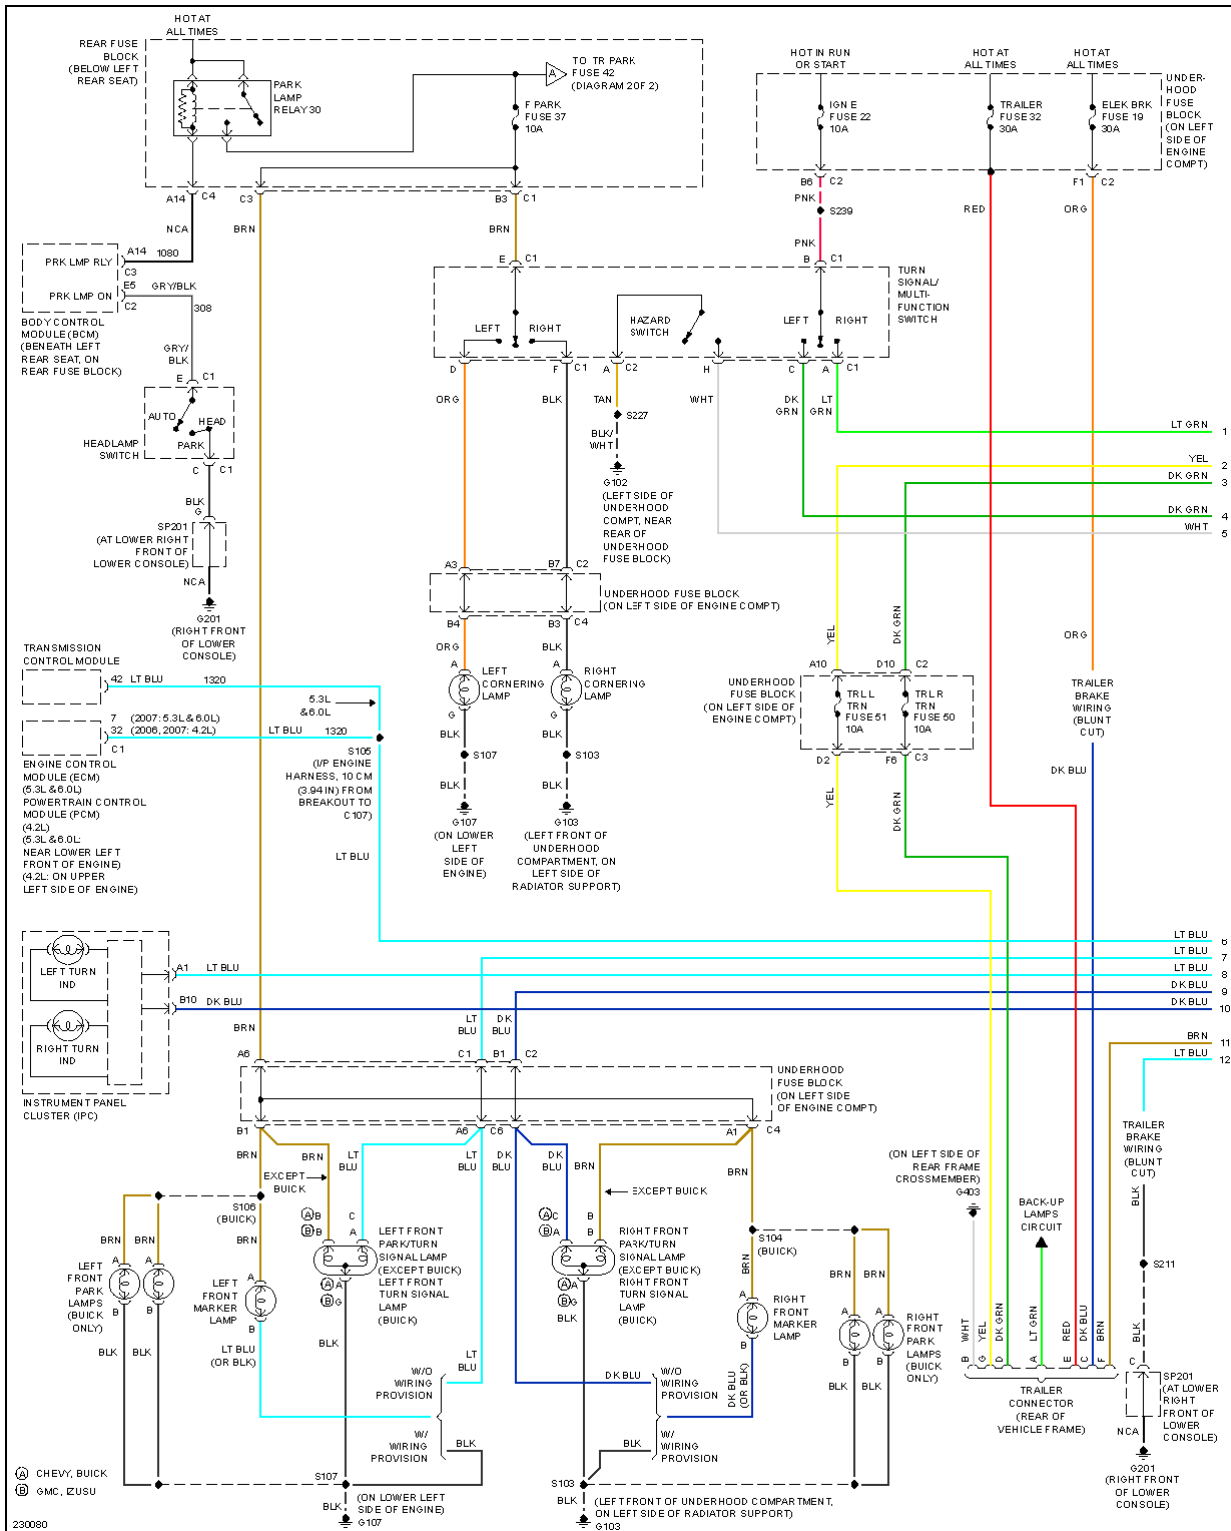 HOT AT
ALL TIMES
REAR FUSE
BLOCK
(BELOW LEFT
REAR SEAT)
PARK
LAMP
RELAY 30
TO TR PARK
FUSE 42
(DIAGRAM 2 OF 2)
A
F PARK
FUSE 37
10A
HOT IN RUN
OR START
HOT AT
ALL TIMES
HOT AT
ALL TIMES
IGN E
FUSE 22
10A
TRAILER
FUSE 32
30A
ELEK BRK
FUSE 19
30A
UNDER-
HOOD
FUSE
BLOCK
(ON LEFT
SIDE OF
ENGINE
COMPT)
A14 C4 C3 B3 C1
B6 C2 F1 C2
NCA BRN BRN
PNK S239 PNK RED ORG
PRK LMP RLY
A14 1080
C3
PRK LMP ON
E5 GRY/BLK
C2 308
BODY CONTROL
MODULE (BCM)
(BENEATH LEFT
REAR SEAT, ON
REAR FUSE BLOCK)
GRY/
BLK
E C1
AUTO HEAD
PARK
HEADLAMP
SWITCH
C C1
BLK
G
SP201
(AT LOWER RIGHT
FRONT OF
LOWER CONSOLE)
NCA
G201
(RIGHT FRONT
OF LOWER
CONSOLE)
E C1 B C1
LEFT RIGHT
HAZARD
SWITCH
LEFT RIGHT
TURN
SIGNAL/
MULTI-
FUNCTION
SWITCH
D F C1 A C2 H C A C1
ORG BLK TAN WHT
DK
GRN
LT
GRN
S227
BLK/
WHT
G102
(LEFT SIDE OF
UNDERHOOD
COMPT, NEAR
REAR OF
UNDERHOOD
FUSE BLOCK)
LT GRN 1
YEL 2
DK GRN 3
DK GRN 4
WHT 5
A3 B7 C2
UNDERHOOD FUSE BLOCK
(ON LEFT SIDE OF ENGINE COMPT)
B4 B3 C4
ORG BLK
A A
LEFT
CORNERING
LAMP
RIGHT
CORNERING
LAMP
G G
BLK BLK
S107 S103
BLK BLK
G107
(ON LOWER
LEFT
SIDE OF
ENGINE)
G103
(LEFT FRONT OF
UNDERHOOD
COMPARTMENT, ON
LEFT SIDE OF
RADIATOR SUPPORT)
TRANSMISSION
CONTROL MODULE
42 LT BLU 1320
5.3L
& 6.0L
7 (2007: 5.3L & 6.0L)
32 (2006, 2007: 4.2L) LT BLU 1320
C1
ENGINE CONTROL
MODULE (ECM)
(5.3L & 6.0L)
POWERTRAIN CONTROL
MODULE (PCM)
(4.2L)
(5.3L & 6.0L:
NEAR LOWER LEFT
FRONT OF ENGINE)
(4.2L: ON UPPER
LEFT SIDE OF ENGINE)
S105
(I/P ENGINE
HARNESS, 10 CM
(3.94 IN) FROM
BREAKOUT TO
C107)
LT BLU
YEL DK GRN
A10 D10 C2
UNDERHOOD
FUSE BLOCK
(ON LEFT SIDE OF
ENGINE COMPT)
TRL L
TRN
FUSE 51
10A
TRL R
TRN
FUSE 50
10A
D2 F6 C3
YEL DK GRN
ORG
TRAILER
BRAKE
WIRING
(BLUNT
CUT)
DK BLU
LEFT TURN
IND
RIGHT TURN
IND
INSTRUMENT PANEL
CLUSTER (IPC)
A1 LT BLU
B10 DK BLU
LT BLU 6
LT BLU 7
LT BLU 8
DK BLU 9
DK BLU 10
BRN 11
LT BLU 12
BRN
LT
BLU
DK
BLU
A6 C1 B1 C2
UNDERHOOD
FUSE BLOCK
(ON LEFT SIDE
OF ENGINE COMPT)
B1 A6 C6 A1 C4
BRN BRN
LT
BLU
LT
BLU
DK
BLU
DK
BLU
BRN BRN
EXCEPT
BUICK
EXCEPT BUICK
S106
(BUICK)
BRN BRN BRN
A A A
LEFT
FRONT
PARK
LAMPS
(BUICK
ONLY)
B B
BLK BLK
LEFT
FRONT
MARKER
LAMP
B
LT BLU
(OR BLK)
A B C
B B A
LEFT FRONT
PARK/TURN
SIGNAL LAMP
(EXCEPT BUICK)
LEFT FRONT
TURN SIGNAL
LAMP
(BUICK)
A A
B G
BLK
LT
BLU
W/O
WIRING
PROVISION
W/
WIRING
PROVISION
BLK
A C B
B A B
RIGHT FRONT
PARK/TURN
SIGNAL LAMP
(EXCEPT BUICK)
RIGHT FRONT
TURN SIGNAL
LAMP
(BUICK)
A A
B G
BLK
DK BLU
W/O
WIRING
PROVISION
W/
WIRING
PROVISION
BLK
S104
(BUICK)
BRN
A
RIGHT
FRONT
MARKER
LAMP
B
DK BLU
(OR BLK)
BRN BRN
A A
RIGHT
FRONT
PARK
LAMPS
(BUICK
ONLY)
B B
BLK BLK
(ON LEFT SIDE OF
REAR FRAME
CROSSMEMBER)
G403
BACK-UP
LAMPS
CIRCUIT
WHT YEL DK GRN LT GRN RED DK BLU BRN
B G D A E C F
TRAILER
CONNECTOR
(REAR OF
VEHICLE FRAME)
TRAILER
BRAKE
WIRING
(BLUNT
CUT)
BLK
S211
BLK
C
SP201
(AT LOWER
RIGHT
FRONT OF
LOWER
CONSOLE)
NCA
G201
(RIGHT FRONT
OF LOWER
CONSOLE)
A CHEVY, BUICK
B GMC, IZUSU
S107
BLK
(ON LOWER LEFT
SIDE OF ENGINE)
G107
S103
BLK
(LEFT FRONT OF UNDERHOOD COMPARTMENT,
ON LEFT SIDE OF RADIATOR SUPPORT)
G103
230080